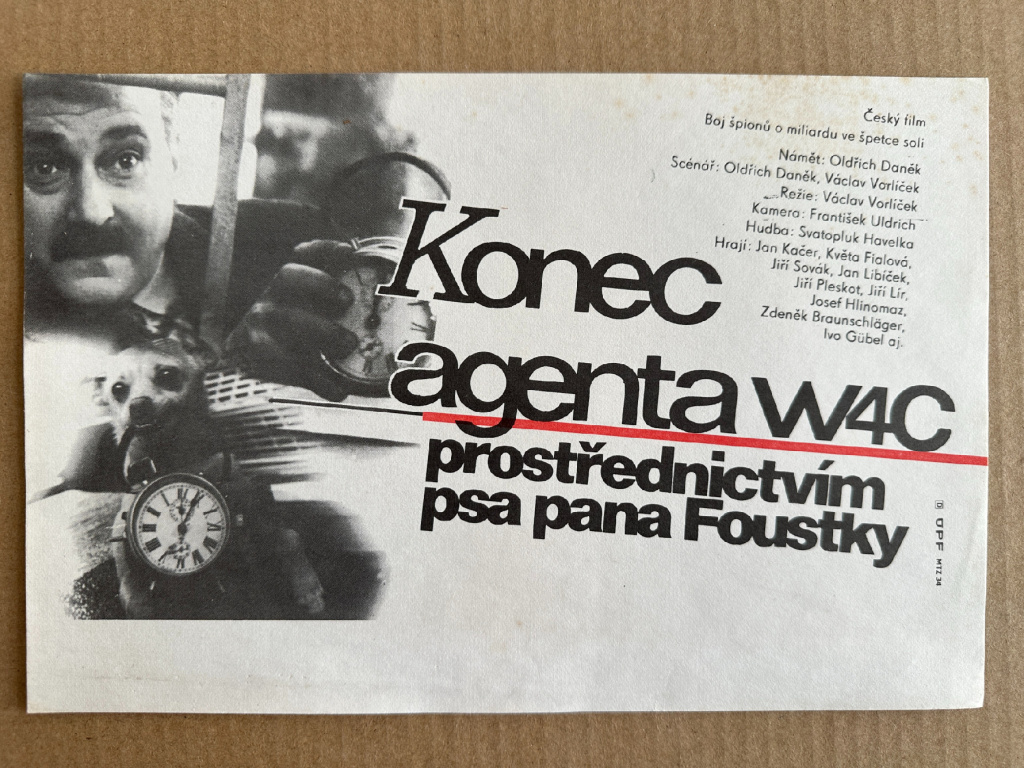 Český film
Boj špionů o miliardu ve špetce soli
Námět: Oldřich Daněk
Scénář: Oldřich Daněk, Václav Vorlíček
Režie: Václav Vorlíček
Kamera: František Uldrich
Hudba: Svatopluk Havelka
Hrají: Jan Kačer, Květa Fialová,
Jiří Sovák, Jan Libíček,
Jiří Pleskot, Jiří Lír,
Josef Hlinomaz,
Zdeněk Braunschläger,
Ivo Gübel aj.
Konec
agenta W4C
prostřednictvím
psa pana Foustky
ÚPF MTZ 34